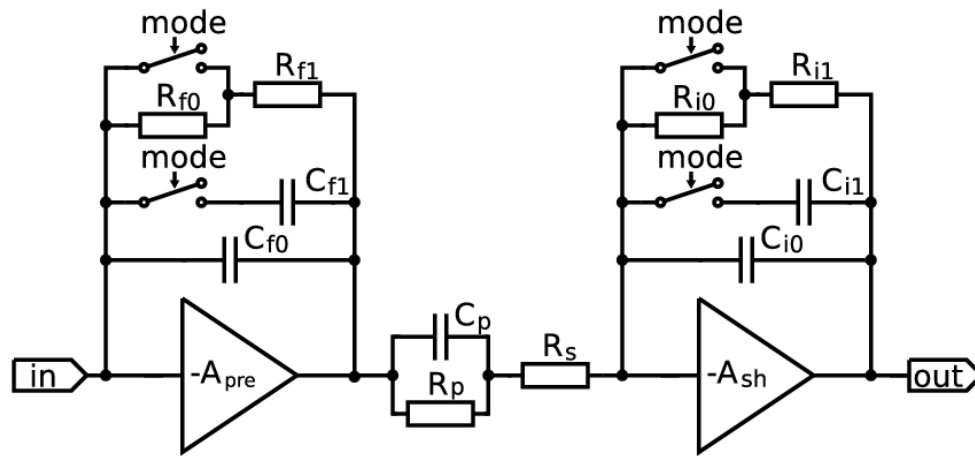 mode
mode
Rf1
Ri1
Rf0
Ri0
mode
mode
Cf1
Ci1
Cf0
Ci0
Cp
Rs
in
-Apre
Rp
-Ash
out